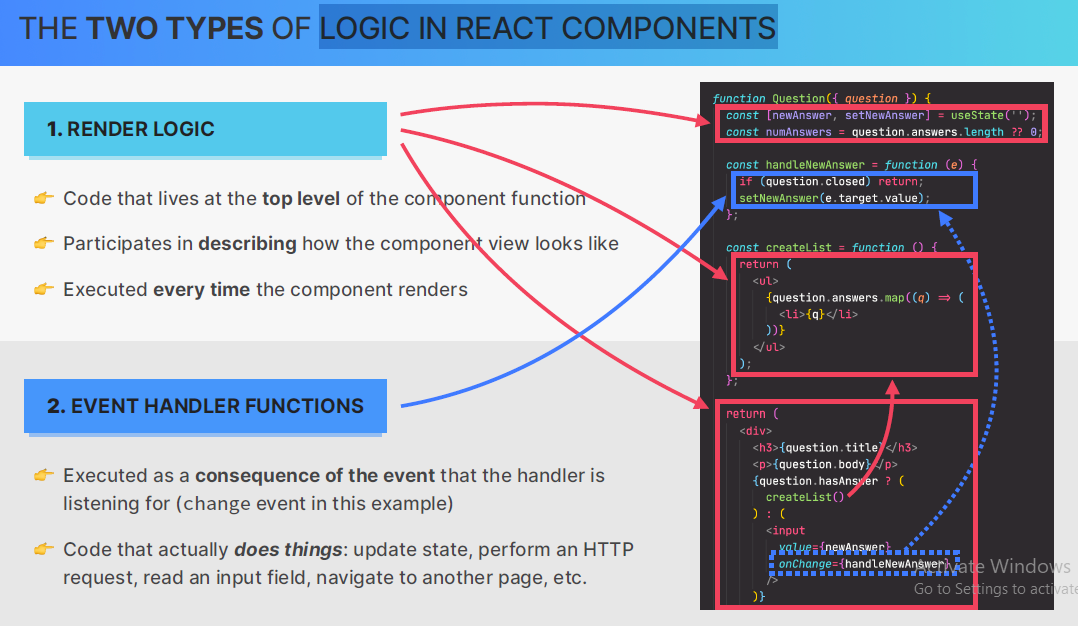 THE TWO TYPES OF LOGIC IN REACT COMPONENTS
1. RENDER LOGIC
👉 Code that lives at the top level of the component function
👉 Participates in describing how the component view looks like
👉 Executed every time the component renders
2. EVENT HANDLER FUNCTIONS
👉 Executed as a consequence of the event that the handler is
listening for (change event in this example)
👉 Code that actually does things: update state, perform an HTTP
request, read an input field, navigate to another page, etc.
function Question({ question }) {
const [newAnswer, setNewAnswer] = useState('');
const numAnswers = question.answers.length ?? 0;
const handleNewAnswer = function (e) {
if (question.closed) return;
setNewAnswer(e.target.value);
};
const createList = function () {
return (
<ul>
{question.answers.map((q) => (
<li>{q}</li>
))}
</ul>
);
};
return (
<div>
<h3>{question.title}</h3>
<p>{question.body}</p>
{question.hasAnswer ? (
createList()
) : (
<input
value={newAnswer}
onChange={handleNewAnswer}
/>
)}
Activate Windows
Go to Settings to activate